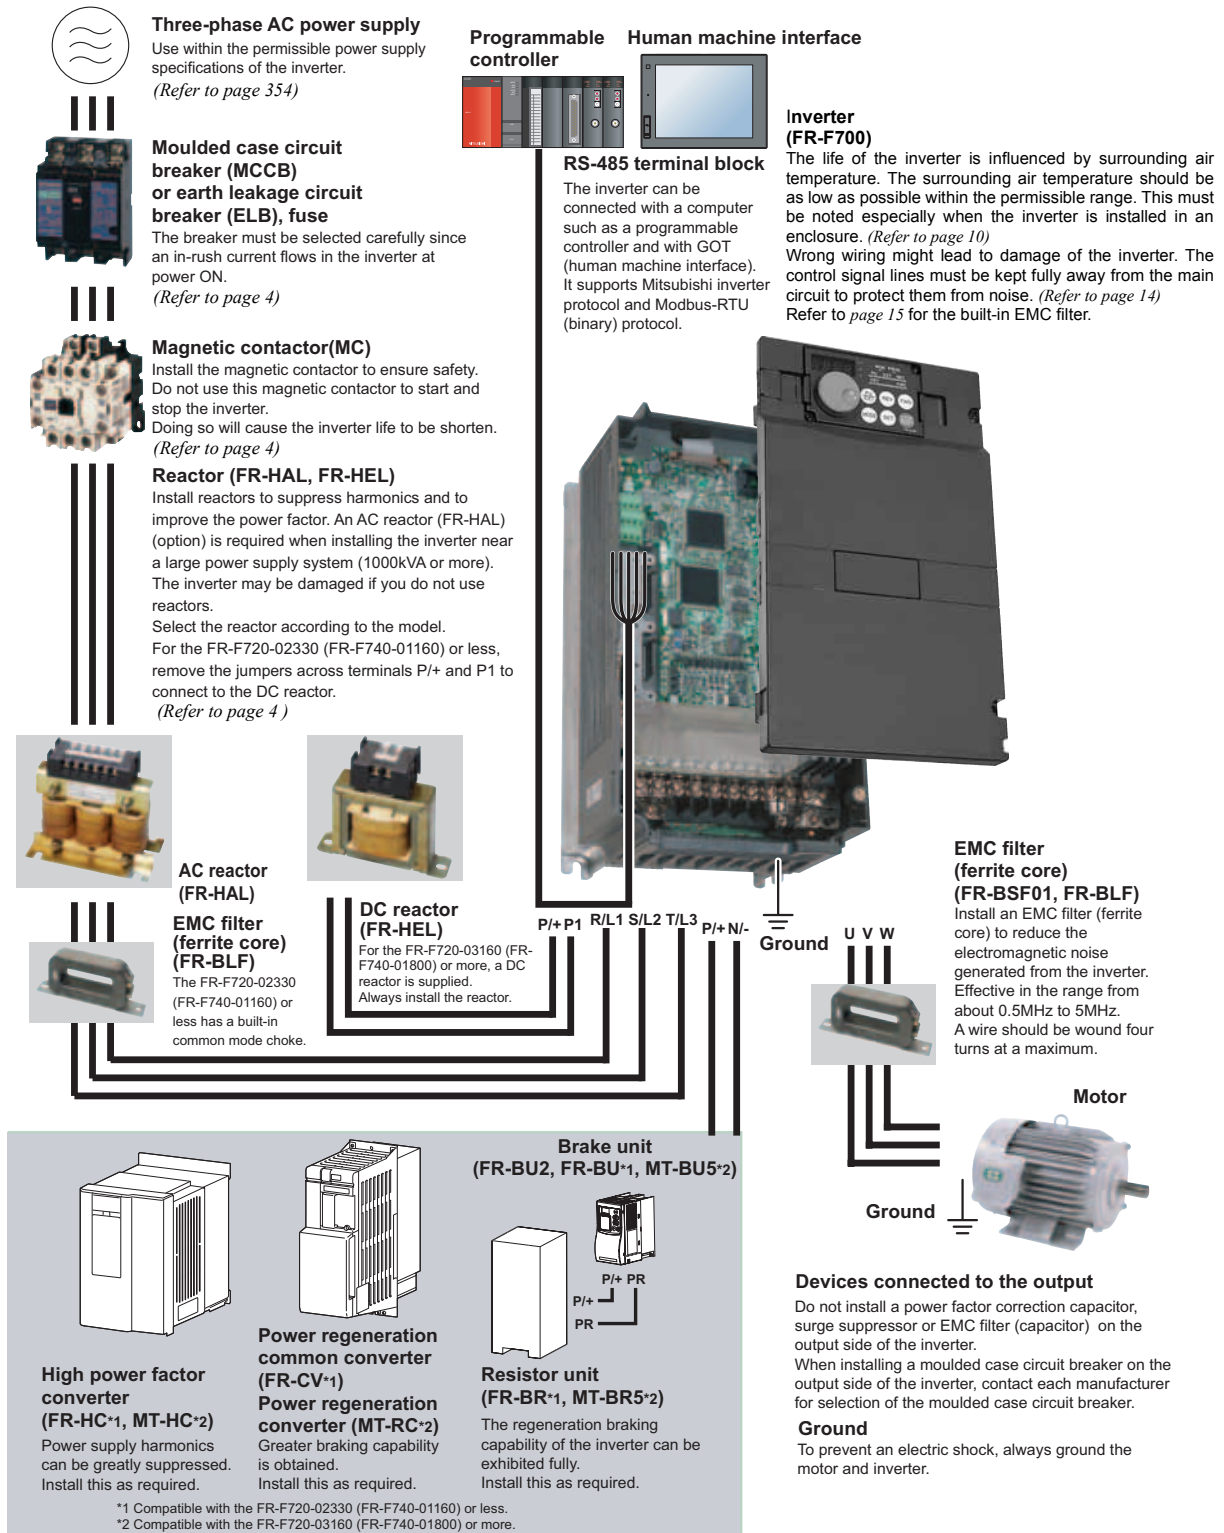 Three-phase AC power supply
Use within the permissible power supply
specifications of the inverter.
(Refer to page 354)
Moulded case circuit
breaker (MCCB)
or earth leakage circuit
breaker (ELB), fuse
The breaker must be selected carefully since
an in-rush current flows in the inverter at
power ON.
(Refer to page 4)
Magnetic contactor(MC)
Install the magnetic contactor to ensure safety.
Do not use this magnetic contactor to start and
stop the inverter.
Doing so will cause the inverter life to be shorten.
(Refer to page 4)
Reactor (FR-HAL, FR-HEL)
Install reactors to suppress harmonics and to
improve the power factor. An AC reactor (FR-HAL)
(option) is required when installing the inverter near
a large power supply system (1000kVA or more).
The inverter may be damaged if you do not use
reactors.
Select the reactor according to the model.
For the FR-F720-02330 (FR-F740-01160) or less,
remove the jumpers across terminals P/+ and P1 to
connect to the DC reactor.
(Refer to page 4 )
Programmable
controller
Human machine interface
RS-485 terminal block
The inverter can be
connected with a computer
such as a programmable
controller and with GOT
(human machine interface).
It supports Mitsubishi inverter
protocol and Modbus-RTU
(binary) protocol.
Inverter
(FR-F700)
The life of the inverter is influenced by surrounding air
temperature. The surrounding air temperature should be
as low as possible within the permissible range. This must
be noted especially when the inverter is installed in an
enclosure. (Refer to page 10)
Wrong wiring might lead to damage of the inverter. The
control signal lines must be kept fully away from the main
circuit to protect them from noise. (Refer to page 14)
Refer to page 15 for the built-in EMC filter.
AC reactor
(FR-HAL)
EMC filter
(ferrite core)
(FR-BLF)
The FR-F720-02330
(FR-F740-01160) or
less has a built-in
common mode choke.
DC reactor
(FR-HEL)
For the FR-F720-03160 (FR-
F740-01800) or more, a DC
reactor is supplied.
Always install the reactor.
P/+ P1 R/L1 S/L2 T/L3 P/+ N/-
Ground
U V W
EMC filter
(ferrite core)
(FR-BSF01, FR-BLF)
Install an EMC filter (ferrite
core) to reduce the
electromagnetic noise
generated from the inverter.
Effective in the range from
about 0.5MHz to 5MHz.
A wire should be wound four
turns at a maximum.
Motor
Ground
Brake unit
(FR-BU2, FR-BU*1, MT-BU5*2)
P/+ PR
P/+
PR
High power factor
converter
(FR-HC*1, MT-HC*2)
Power supply harmonics
can be greatly suppressed.
Install this as required.
Power regeneration
common converter
(FR-CV*1)
Power regeneration
converter (MT-RC*2)
Greater braking capability
is obtained.
Install this as required.
Resistor unit
(FR-BR*1, MT-BR5*2)
The regeneration braking
capability of the inverter can be
exhibited fully.
Install this as required.
*1 Compatible with the FR-F720-02330 (FR-F740-01160) or less.
*2 Compatible with the FR-F720-03160 (FR-F740-01800) or more.
Devices connected to the output
Do not install a power factor correction capacitor,
surge suppressor or EMC filter (capacitor) on the
output side of the inverter.
When installing a moulded case circuit breaker on the
output side of the inverter, contact each manufacturer
for selection of the moulded case circuit breaker.
Ground
To prevent an electric shock, always ground the
motor and inverter.